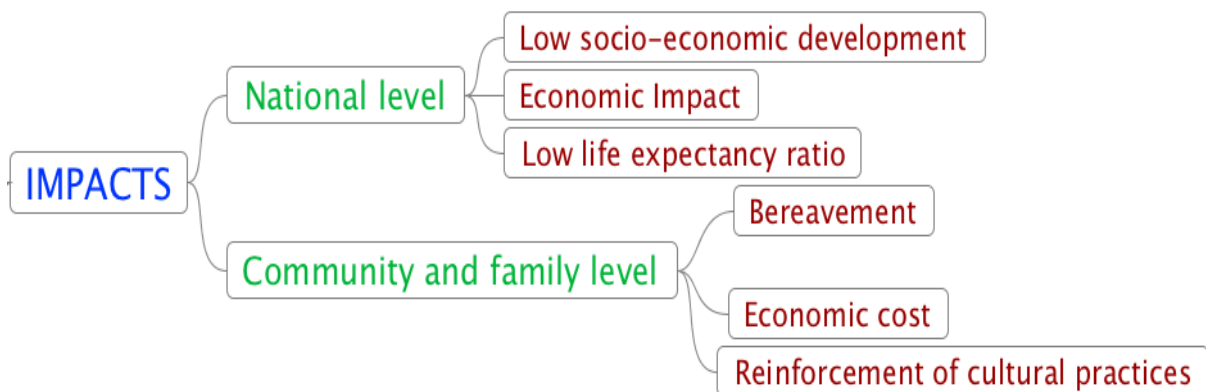 Low socio-economic development
National level
Economic Impact
Low life expectancy ratio
IMPACTS
Bereavement
Community and family level
Economic cost
Reinforcement of cultural practices